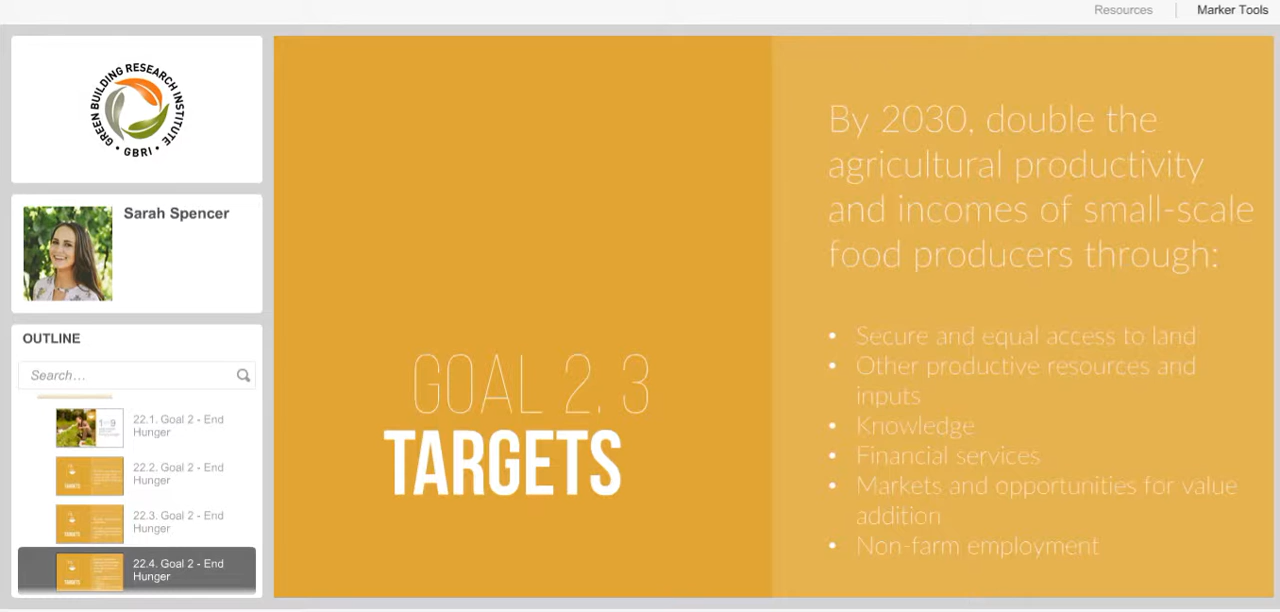 Resources | Marker Tools
GREEN BUILDING RESEARCH INSTITUTE
• GBRI •
Sarah Spencer
OUTLINE
Search...
22.1. Goal 2 - End
Hunger
22.2. Goal 2 - End
Hunger
22.3. Goal 2 - End
Hunger
22.4. Goal 2 - End
Hunger
GOAL 2.3
TARGETS
By 2030, double the
agricultural productivity
and incomes of small-scale
food producers through:
• Secure and equal access to land
• Other productive resources and
inputs
• Knowledge
• Financial services
• Markets and opportunities for value
addition
• Non-farm employment